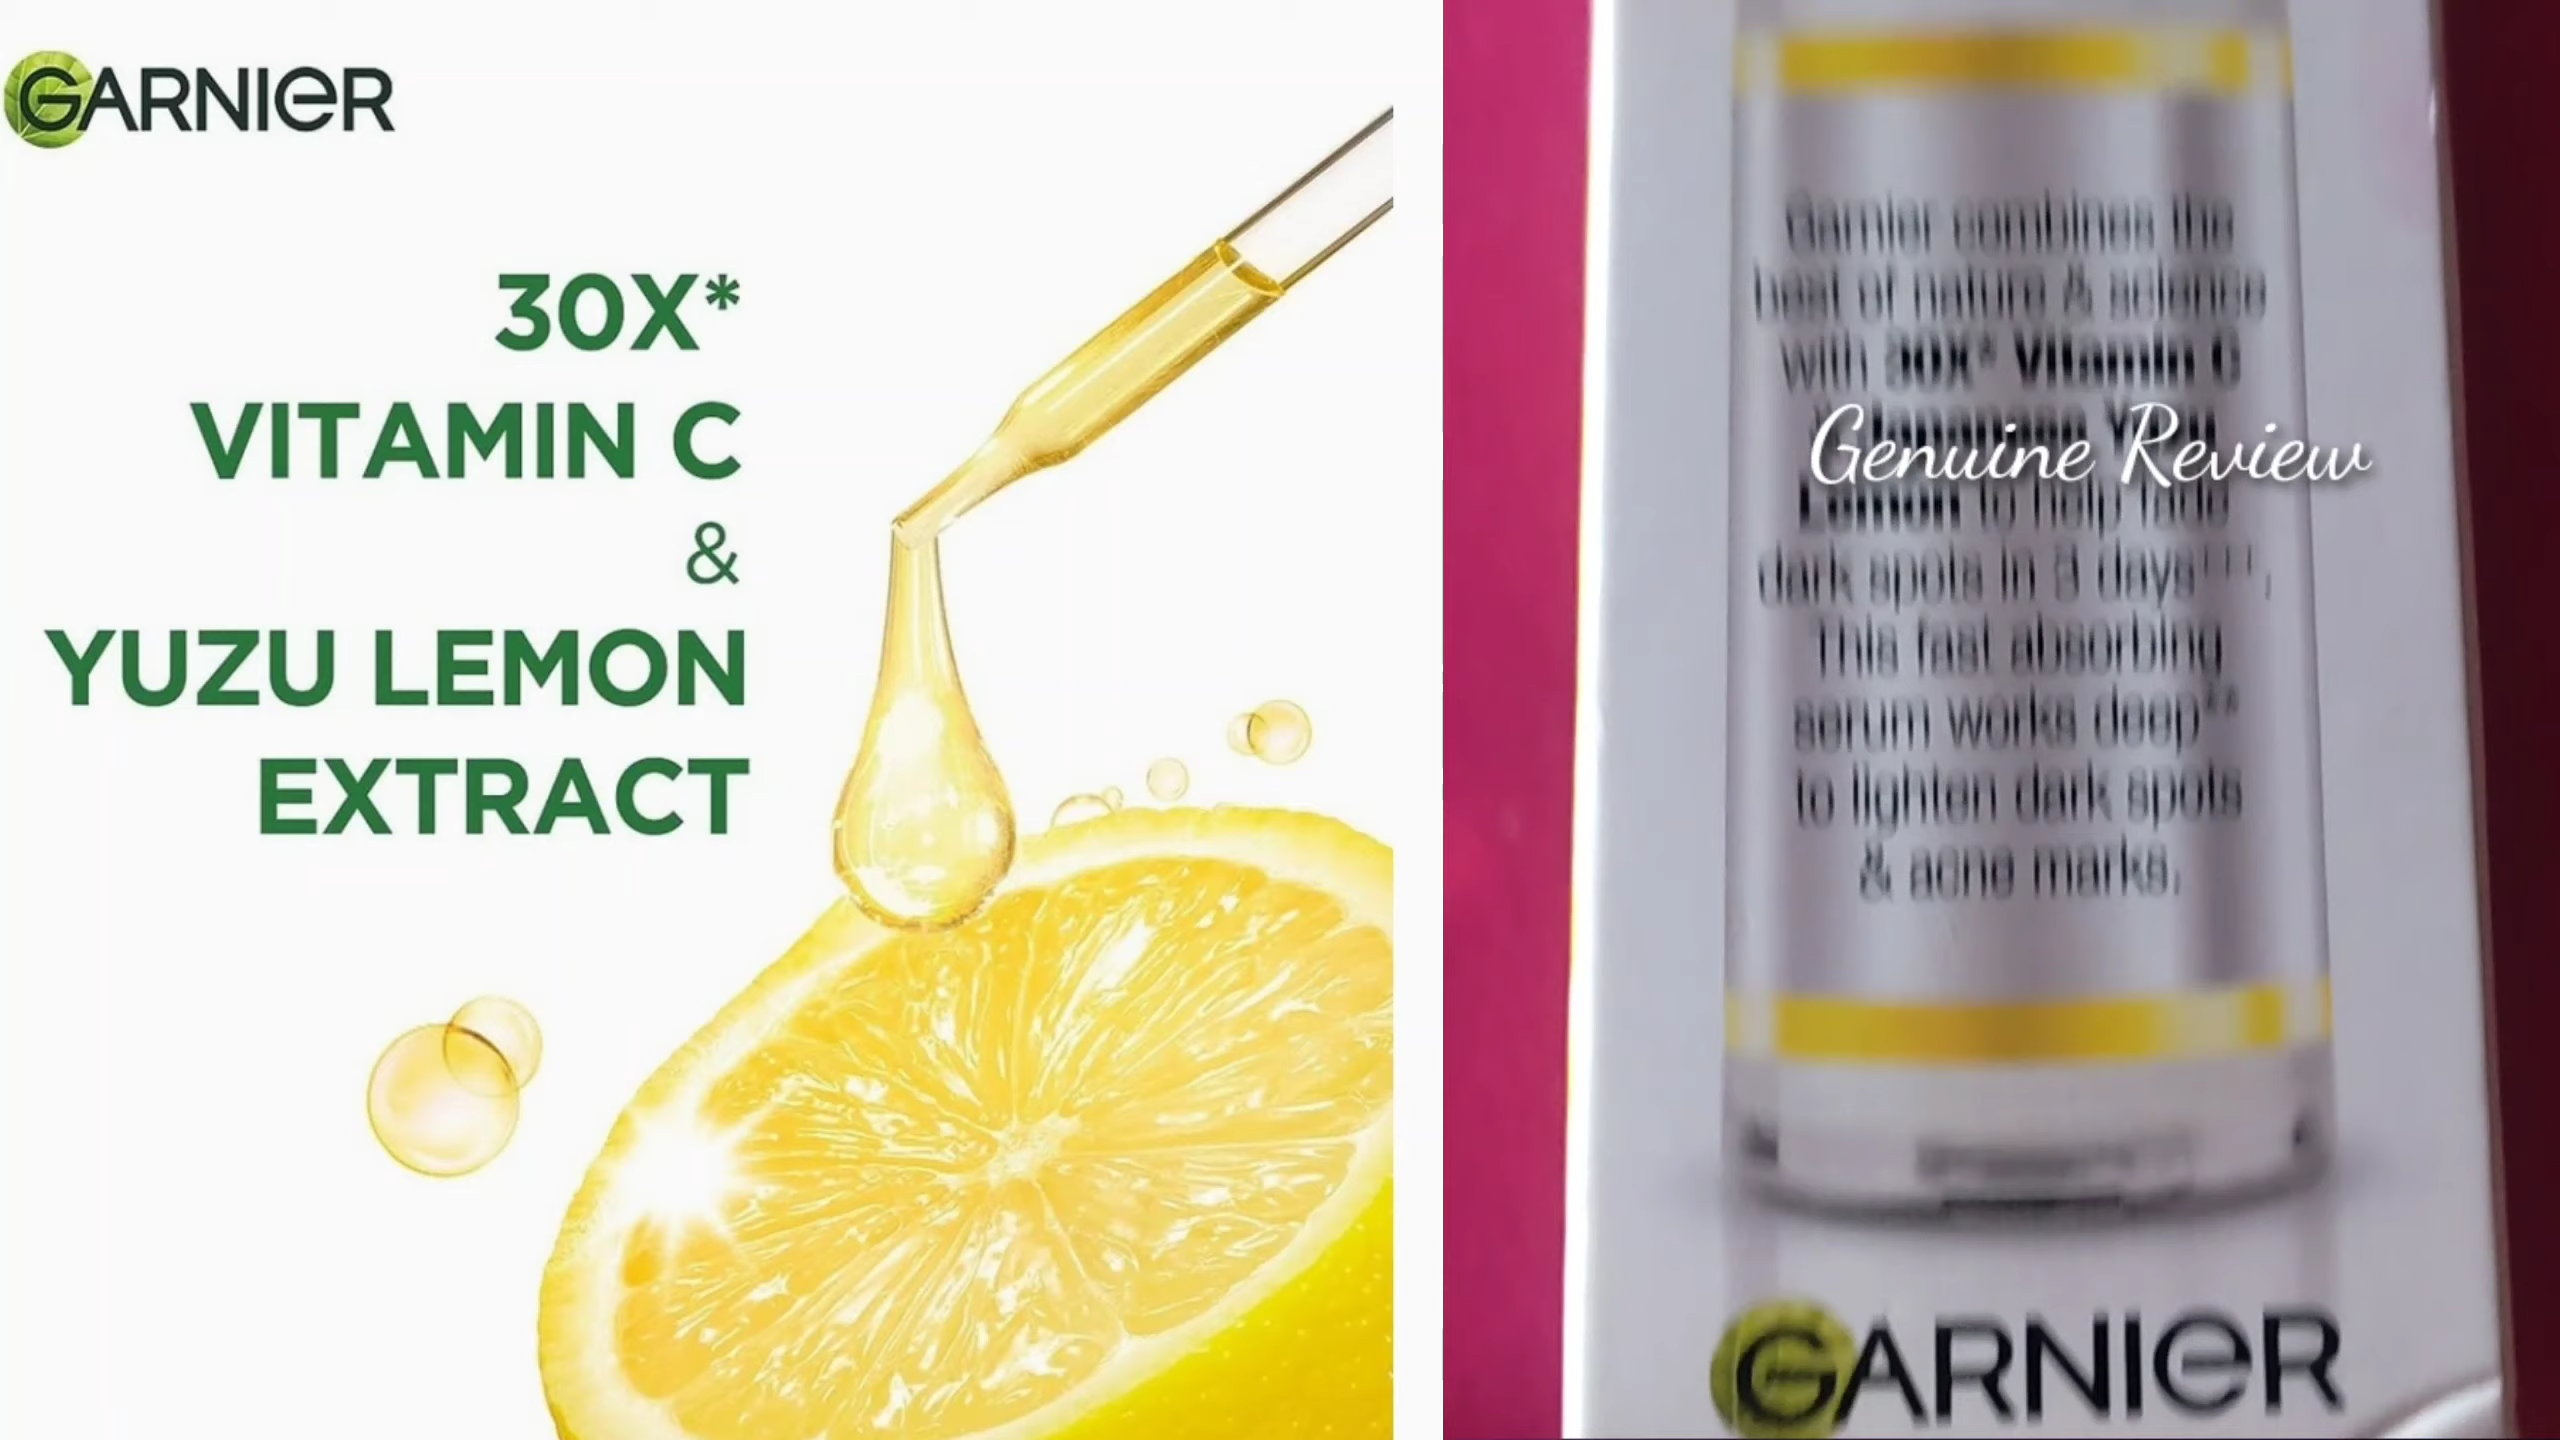 GARNIER
30X*
VITAMIN C
&
YUZU LEMON
EXTRACT
Garnier combines the
best of nature & science
with 30X* Vitamin C
Genuine Review
Lemon to help fade
dark spots in 3 days
This fast absorbing
serum works deep**
to lighten dark spots
& acne marks.
GARNIER